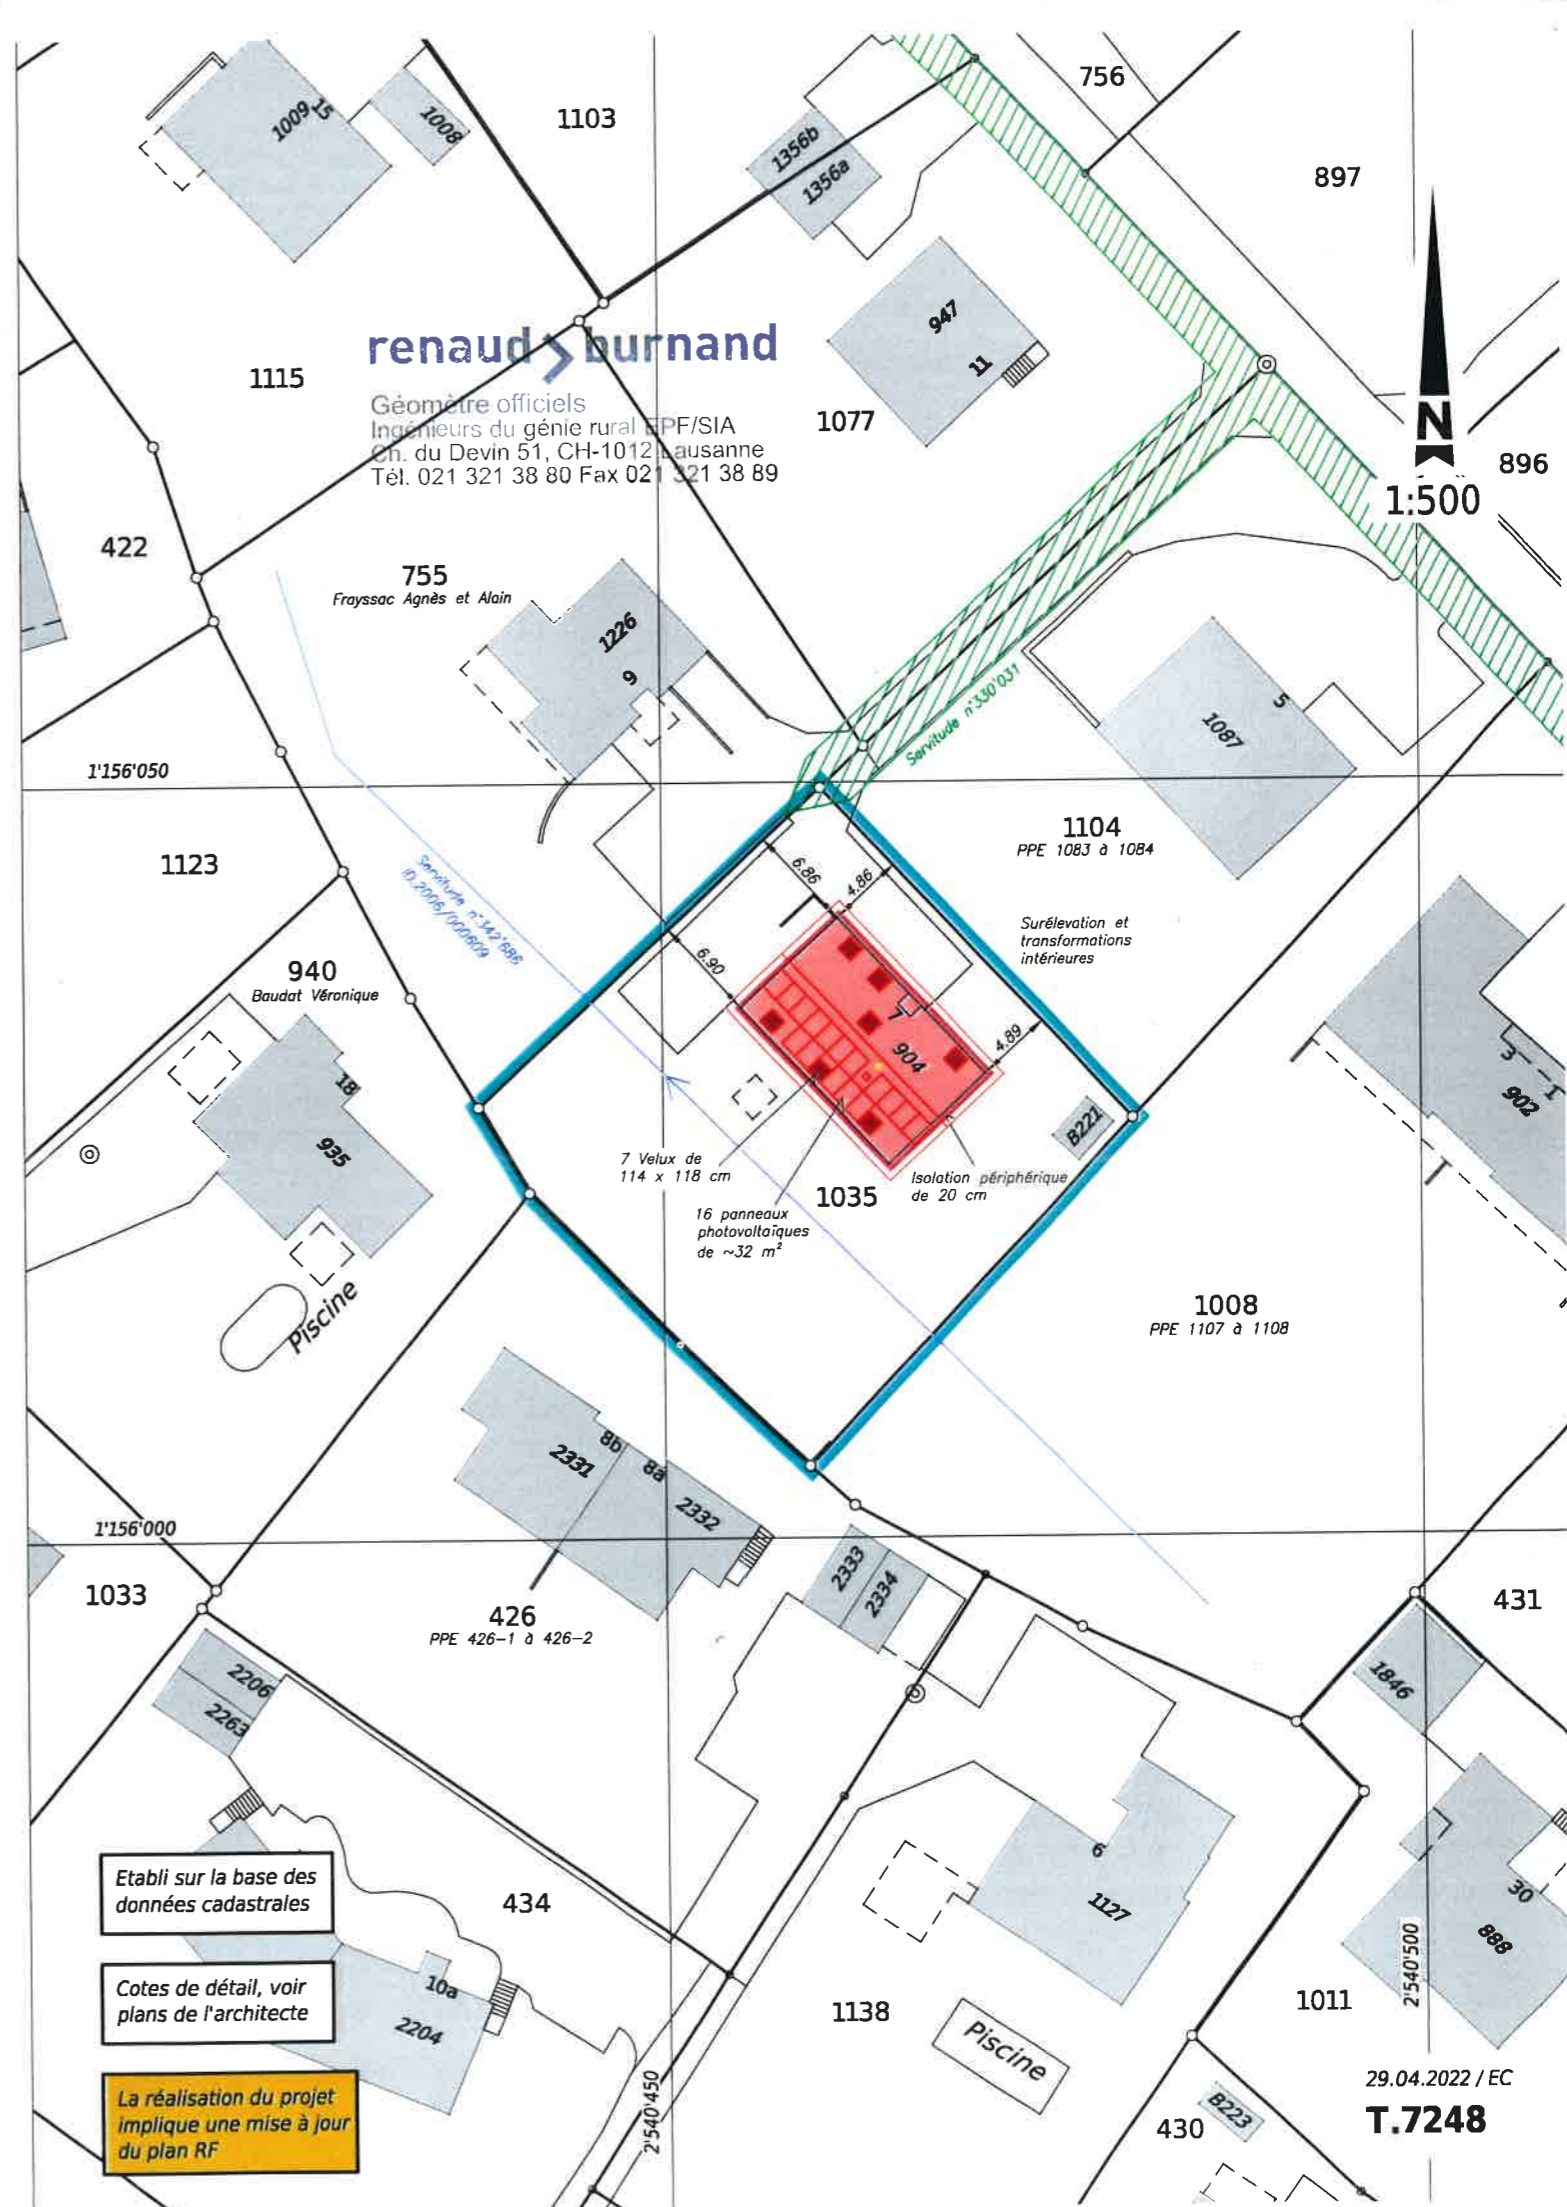 756
1103
1009
15
1008
1356b
1356a
897
947
11
renaud burnand
1115
Géomètre officiels
Ingénieurs du génie rural EPF/SIA
Ch. du Devin 51, CH-1012 Lausanne
Tél. 021 321 38 80 Fax 021 321 38 89
1077
N
896
1:500
422
755
Frayssac Agnès et Alain
1226
9
Servitude n°330'031
5
1087
1'156'050
1104
PPE 1083 à 1084
1123
6.86
4.86
Servitude n°342'686
ID.2006/000609
Surélevation et
transformations
intérieures
6.90
940
Baudat Véronique
7
904
4.89
18
935
3
1
902
B221
7 Velux de
114 x 118 cm
1035
Isolation périphérique
de 20 cm
16 panneaux
photovoltaïques
de ~32 m²
Piscine
1008
PPE 1107 à 1108
8b
2331
8a
2332
1'156'000
2333
2334
1033
426
PPE 426-1 à 426-2
431
2206
2263
1846
6
1127
30
888
Etabli sur la base des
données cadastrales
434
2'540'500
Cotes de détail, voir
plans de l'architecte
10a
2204
1138
1011
Piscine
29.04.2022 / EC
T.7248
La réalisation du projet
implique une mise à jour
du plan RF
2'540'450
430
B223